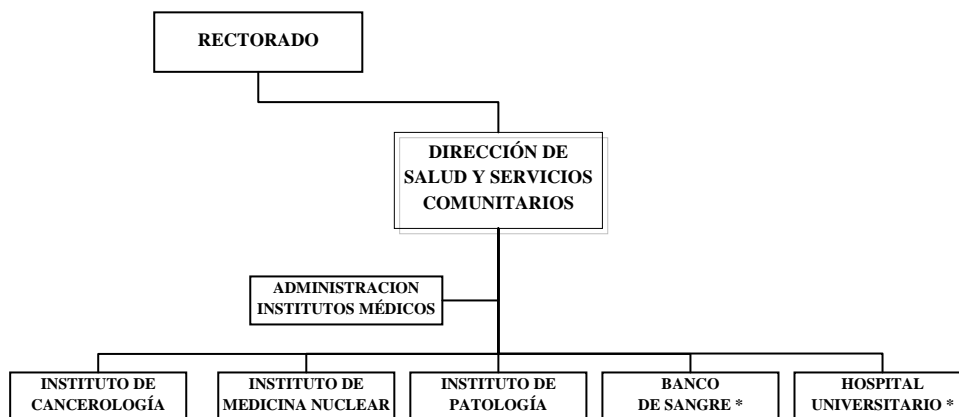 RECTORADO
DIRECCIÓN DE
SALUD Y SERVICIOS
COMUNITARIOS
ADMINISTRACION
INSTITUTOS MÉDICOS
INSTITUTO DE
CANCEROLOGÍA
INSTITUTO DE
MEDICINA NUCLEAR
INSTITUTO DE
PATOLOGÍA
BANCO
DE SANGRE *
HOSPITAL
UNIVERSITARIO *